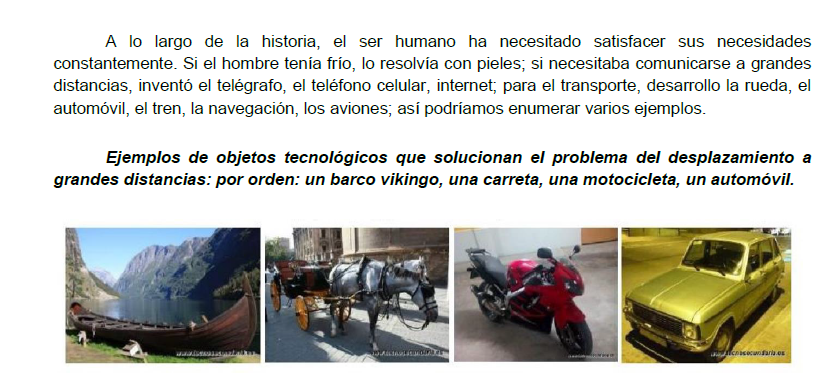 A lo largo de la historia, el ser humano ha necesitado satisfacer sus necesidades
constantemente. Si el hombre tenía frío, lo resolvía con pieles; si necesitaba comunicarse a grandes
distancias, inventó el telégrafo, el teléfono celular, internet; para el transporte, desarrollo la rueda, el
automóvil, el tren, la navegación, los aviones; así podríamos enumerar varios ejemplos.
Ejemplos de objetos tecnológicos que solucionan el problema del desplazamiento a
grandes distancias: por orden: un barco vikingo, una carreta, una motocicleta, un automóvil.
www.tecnosecundaria.es
www.tecnosecundaria.es
www.tecnosecundaria.es
www.tecnosecundaria.es